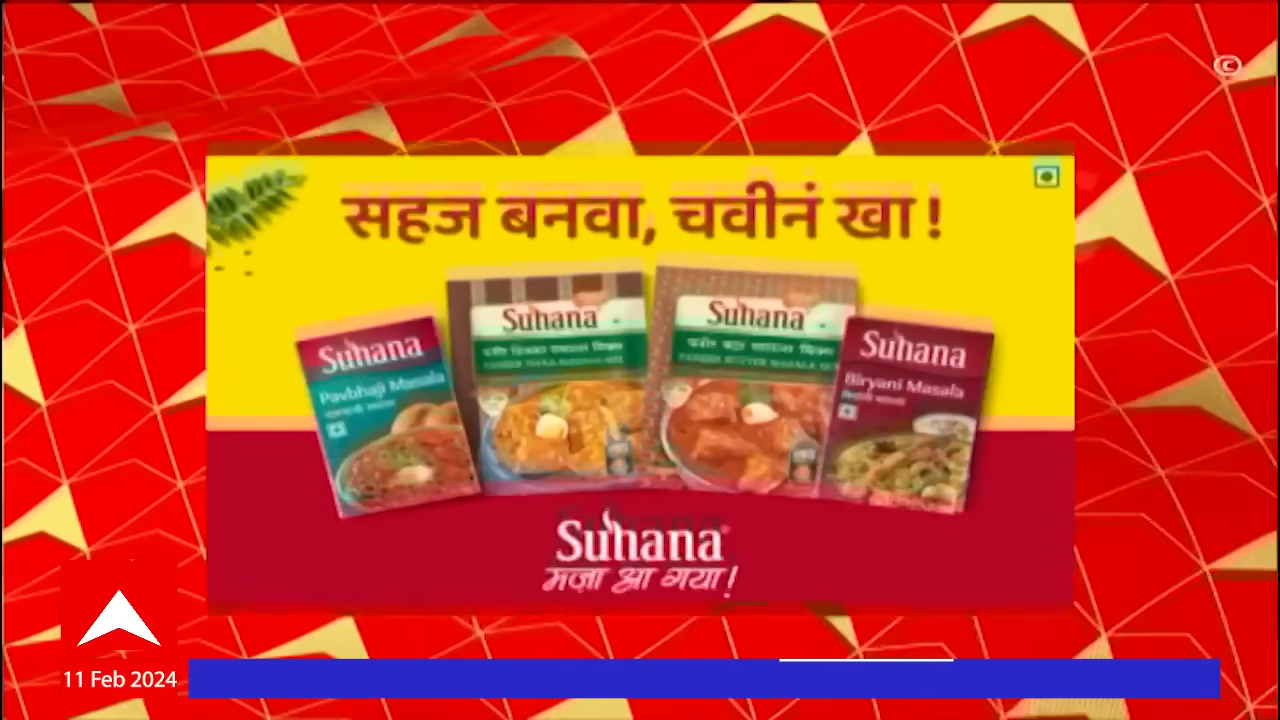 ©
सहज बनवा, चवीनं खा!
Suhana
Suhana
Suhana
Pavbhaji Masala
Suhana
Biryani Masala
Suhana
मज़ा आ गया!
11 Feb 2024